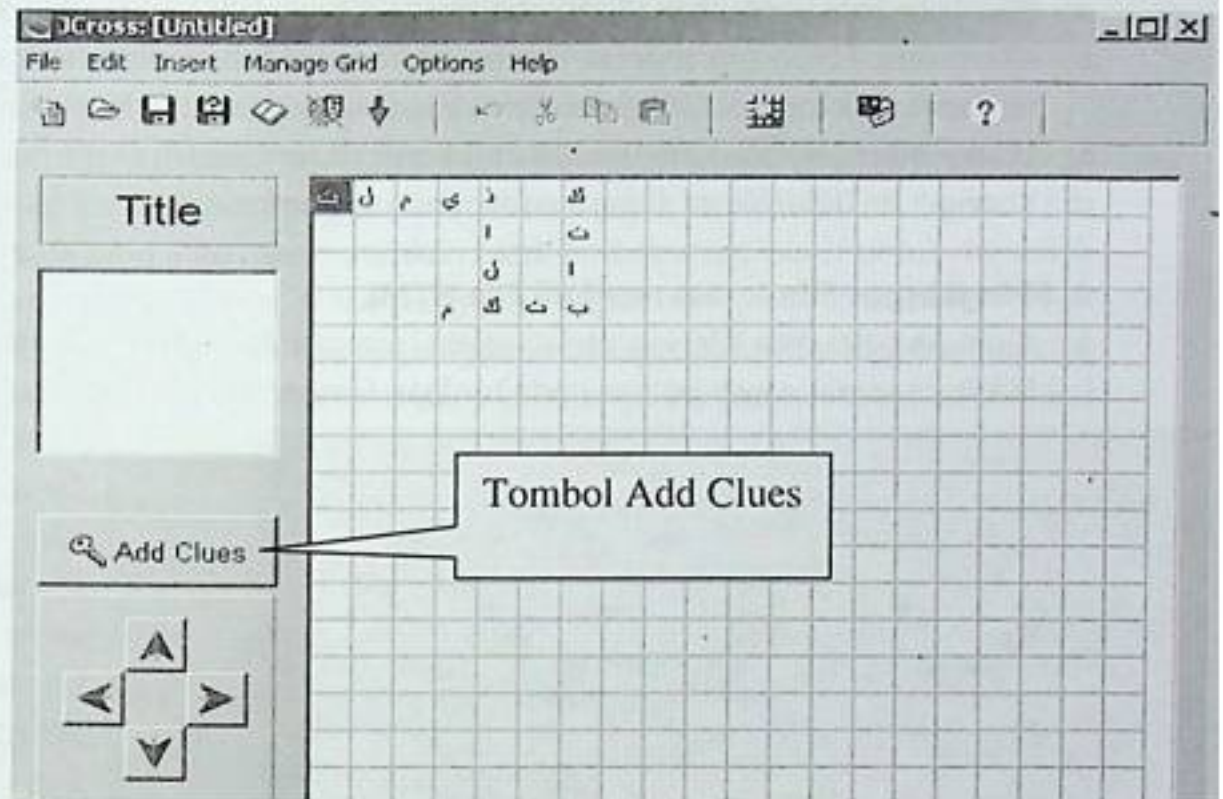 JCross: [Untitled]
File Edit Insert Manage Grid Options Help
?
Title
ك ذ ي م ل ت
ت ا
ا ل
ب ت ك م
Tombol Add Clues
Add Clues